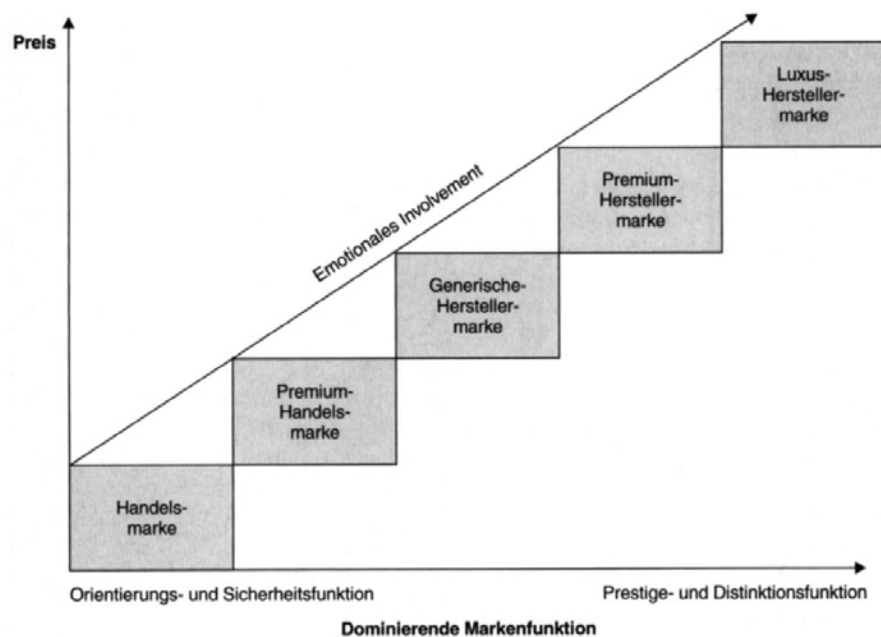 Preis
Luxus-
Hersteller-
marke
Premium-
Hersteller-
marke
Emotionales Involvement
Generische-
Hersteller-
marke
Premium-
Handels-
marke
Handels-
marke
Orientierungs- und Sicherheitsfunktion
Prestige- und Distinktionsfunktion
Dominierende Markenfunktion